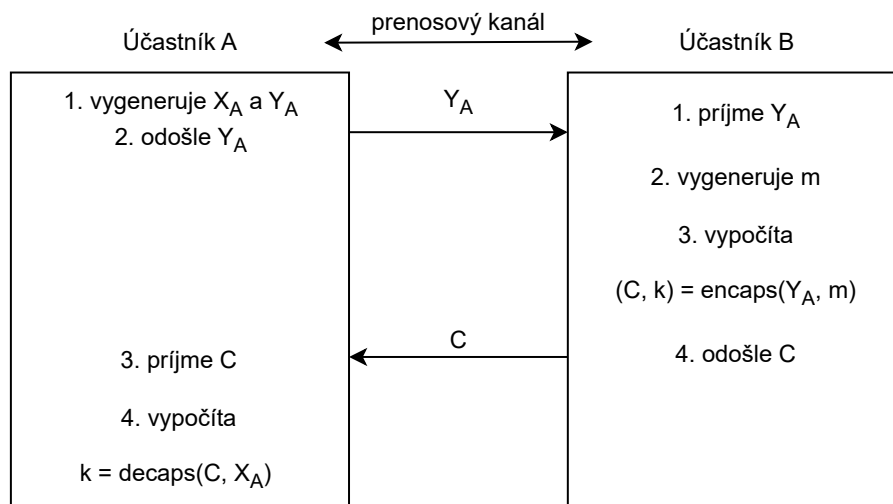 prenosový kanál
Účastník A
Účastník B
1. vygeneruje X_A a Y_A
2. odošle Y_A
Y_A
1. príjme Y_A
2. vygeneruje m
3. vypočíta
(C, k) = encaps(Y_A, m)
C
4. odošle C
3. príjme C
4. vypočíta
k = decaps(C, X_A)